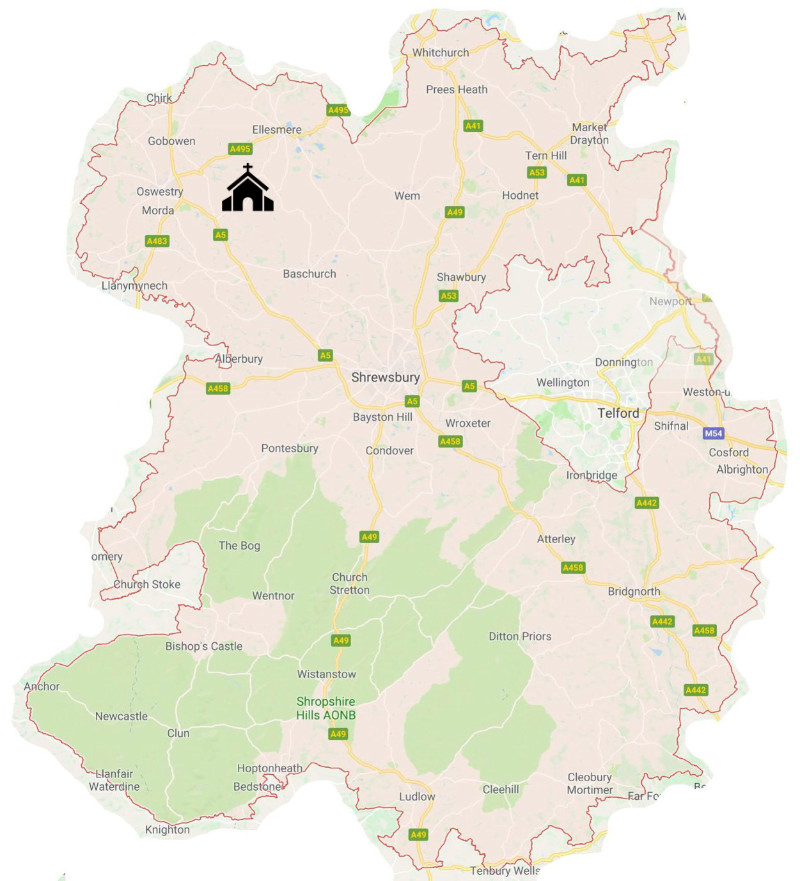 M
Whitchurch
Chirk
Prees Heath
A495
Ellesmere
A41
Market
Drayton
Gobowen
A495
Tern Hill
A53
A41
Oswestry
Wem
Hodnet
Morda
A49
A5
A483
Baschurch
Shawbury
Llanymynech
A53
Newport
A5
Alberbury
A41
Donnington
Shrewsbury
Wellington
A458
A5
Weston-u
A5
Telford
Bayston Hill
Wroxeter
Shifnal
M54
A458
Pontesbury
Condover
Cosford
Albrighton
Ironbridge
A442
A49
Atterley
The Bog
omery
A458
Church Stoke
Church
Stretton
Wentnor
Bridgnorth
A442
A458
A49
Ditton Priors
Bishop's Castle
Wistanstow
Anchor
A442
Shropshire
Hills AONB
Newcastle
Clun
A49
Llanfair
Waterdine
Hoptonheath
Bedstone
Cleobury
Mortimer
Cleehill
Ludlow
Far Fo
Knighton
A49
Tenbury Wells